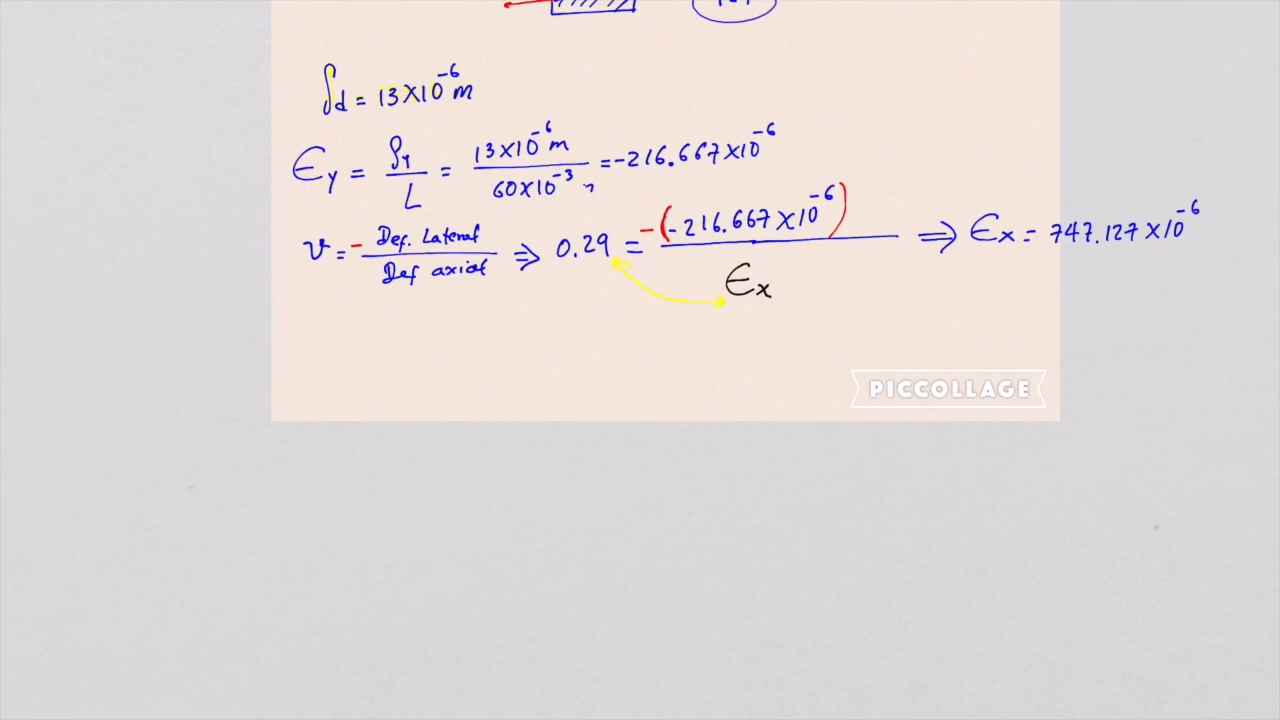 δd = 13×10⁻⁶ m
ϵy = δy/L = 13×10⁻⁶ m / 60×10⁻³ = -216.667×10⁻⁶
ν = - Def. Lateral / Def axial ⇒ 0.29 = -(-216.667×10⁻⁶) / ϵx ⇒ ϵx = 747.127×10⁻⁶
PICCOLLAGE